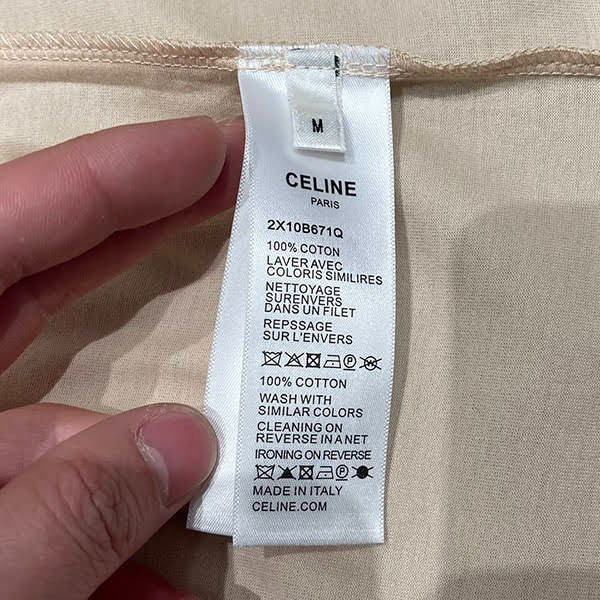 M
CELINE
PARIS
2X10B671Q
100% COTON
LAVER AVEC
COLORIS SIMILIRES
NETTOYAGE
SURENVERS
DANS UN FILET
REPSSAGE
SUR L'ENVERS
P W
100% COTTON
WASH WITH
SIMILAR COLORS
CLEANING ON
REVERSE IN A NET
IRONING ON REVERSE
P
MADE IN ITALY
CELINE.COM